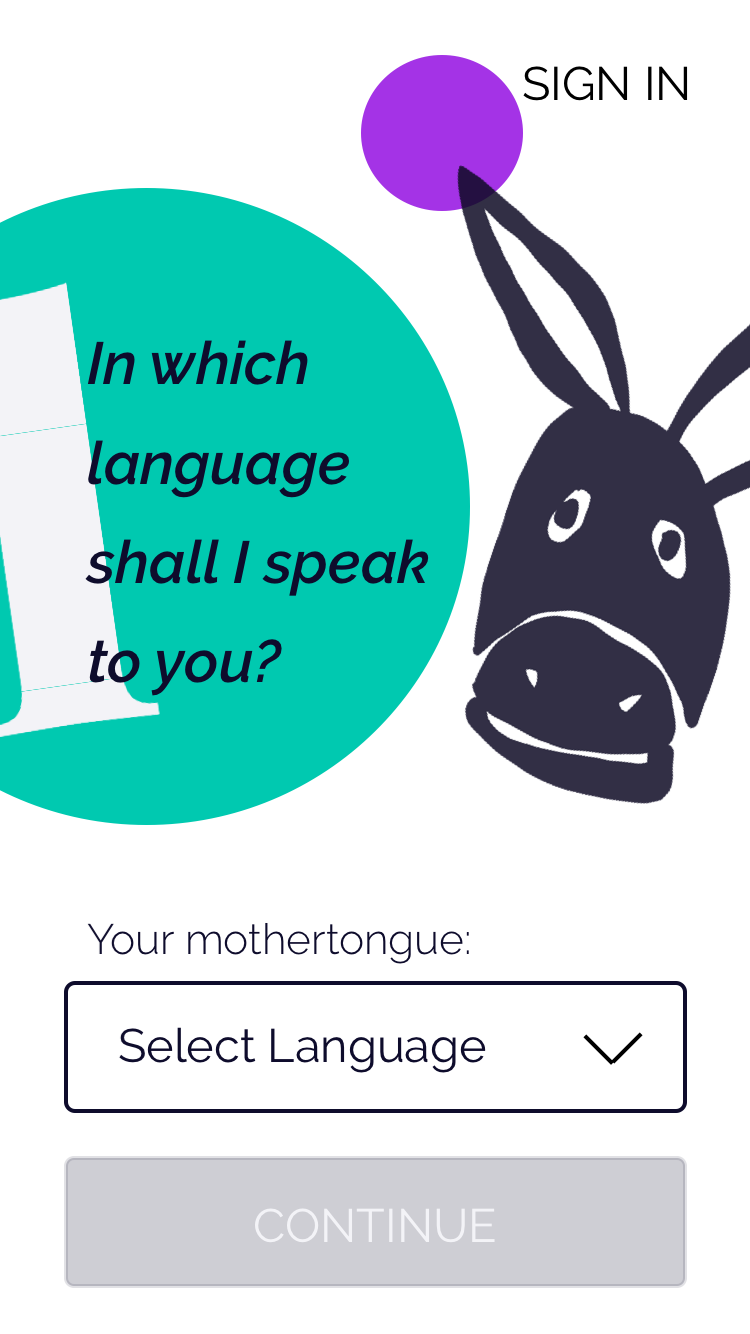 SIGN IN
In which
language
shall I speak
to you?
Your mothertongue:
Select Language
CONTINUE